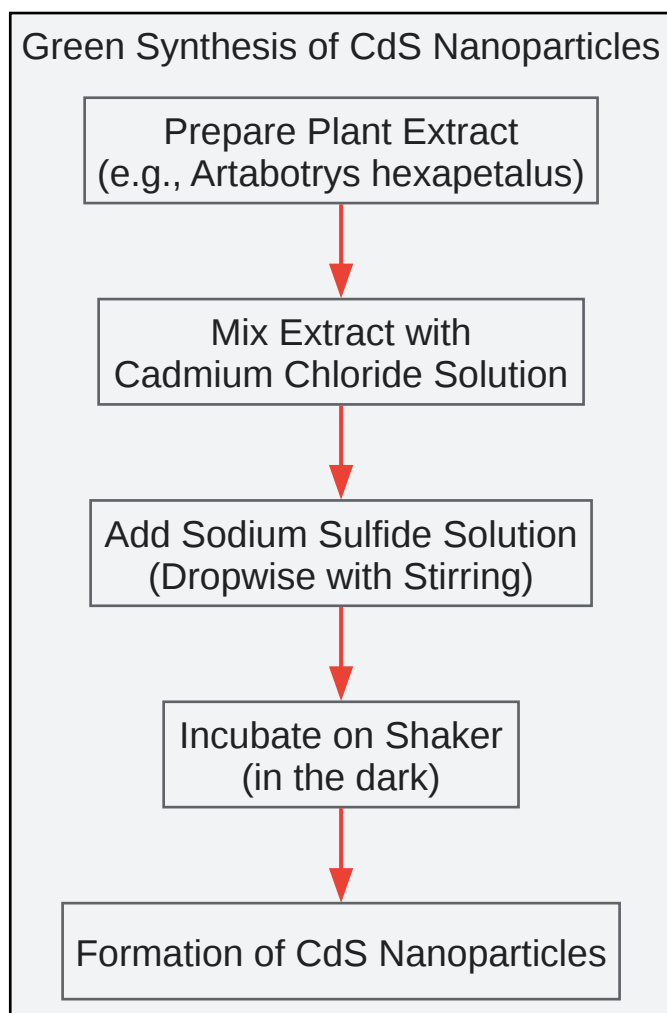 Green Synthesis of CdS Nanoparticles
Prepare Plant Extract
(e.g., Artabotrys hexapetalus)
Mix Extract with
Cadmium Chloride Solution
Add Sodium Sulfide Solution
(Dropwise with Stirring)
Incubate on Shaker
(in the dark)
Formation of CdS Nanoparticles